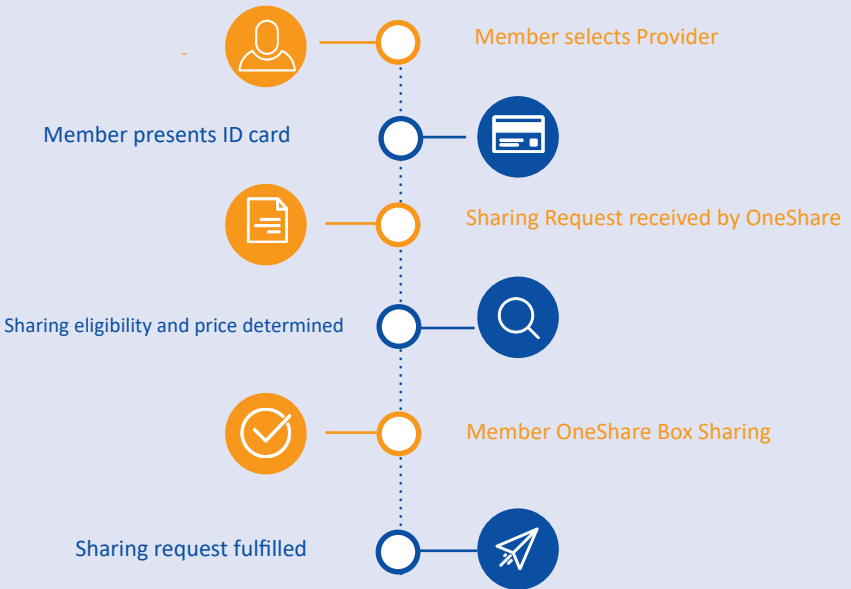 Member selects Provider
Member presents ID card
Sharing Request received by OneShare
Sharing eligibility and price determined
Member OneShare Box Sharing
Sharing request fulfilled